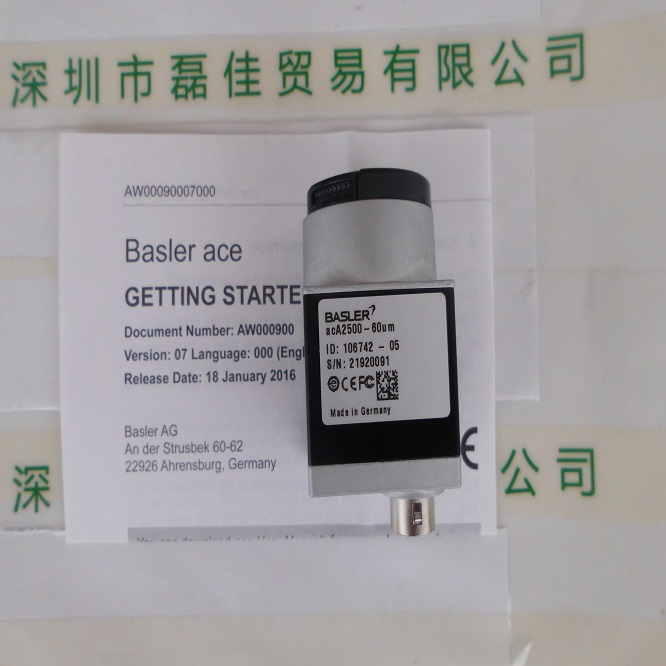 深圳市磊佳贸易有限公司
AW00090007000
Basler ace
GETTING STARTE
Document Number: AW000900
Version: 07 Language: 000 (Engl
Release Date: 18 January 2016
Basler AG
An der Strusbek 60-62
22926 Ahrensburg, Germany
BASLER
acA2500-60um
ID: 106742 - 05
S/N: 21920091
CE FC
Made in Germany
CE
深
公司